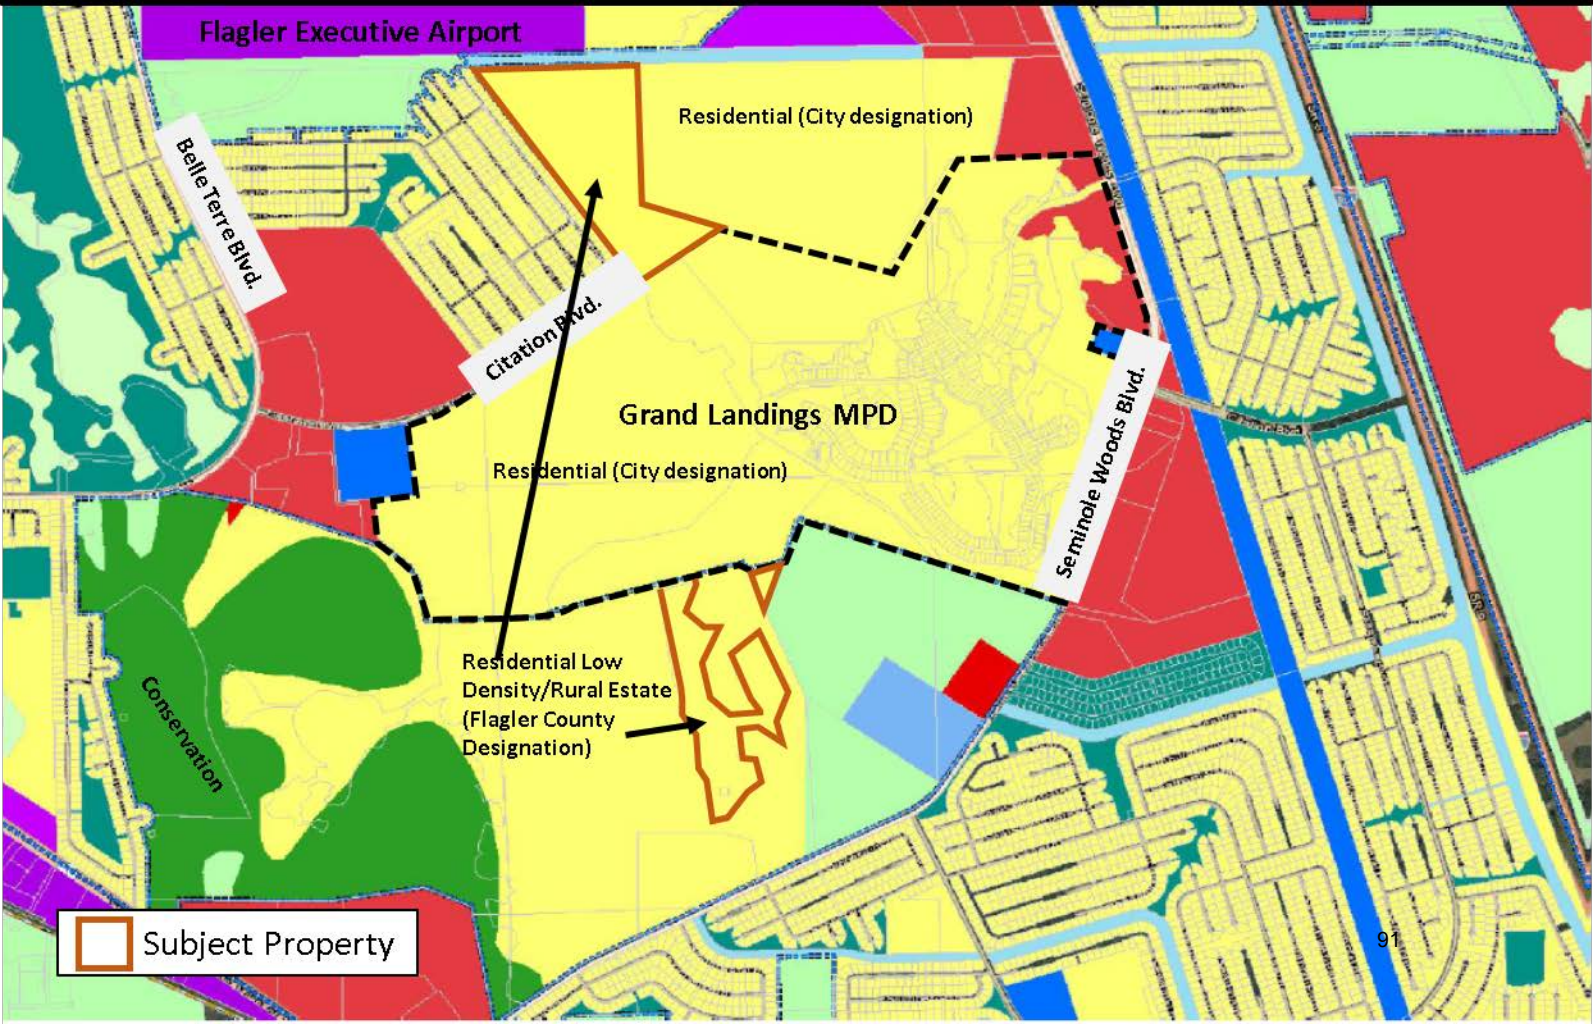 Flagler Executive Airport
Residential (City designation)
Belle Terre Blvd.
Citation Blvd.
Grand Landings MPD
Residential (City designation)
Seminole Woods Blvd.
Residential Low
Density/Rural Estate
(Flagler County
Designation)
Conservation
Subject Property
91